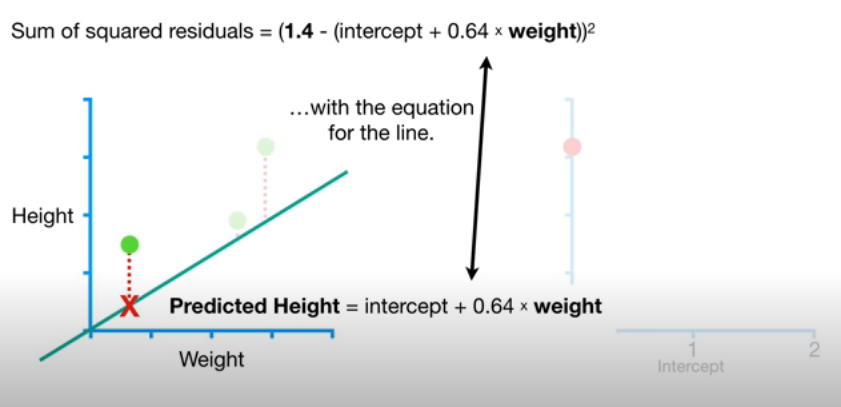 Sum of squared residuals = (1.4 - (intercept + 0.64 × weight))²
…with the equation
for the line.
Height
X
Predicted Height = intercept + 0.64 × weight
Weight
1
2
Intercept